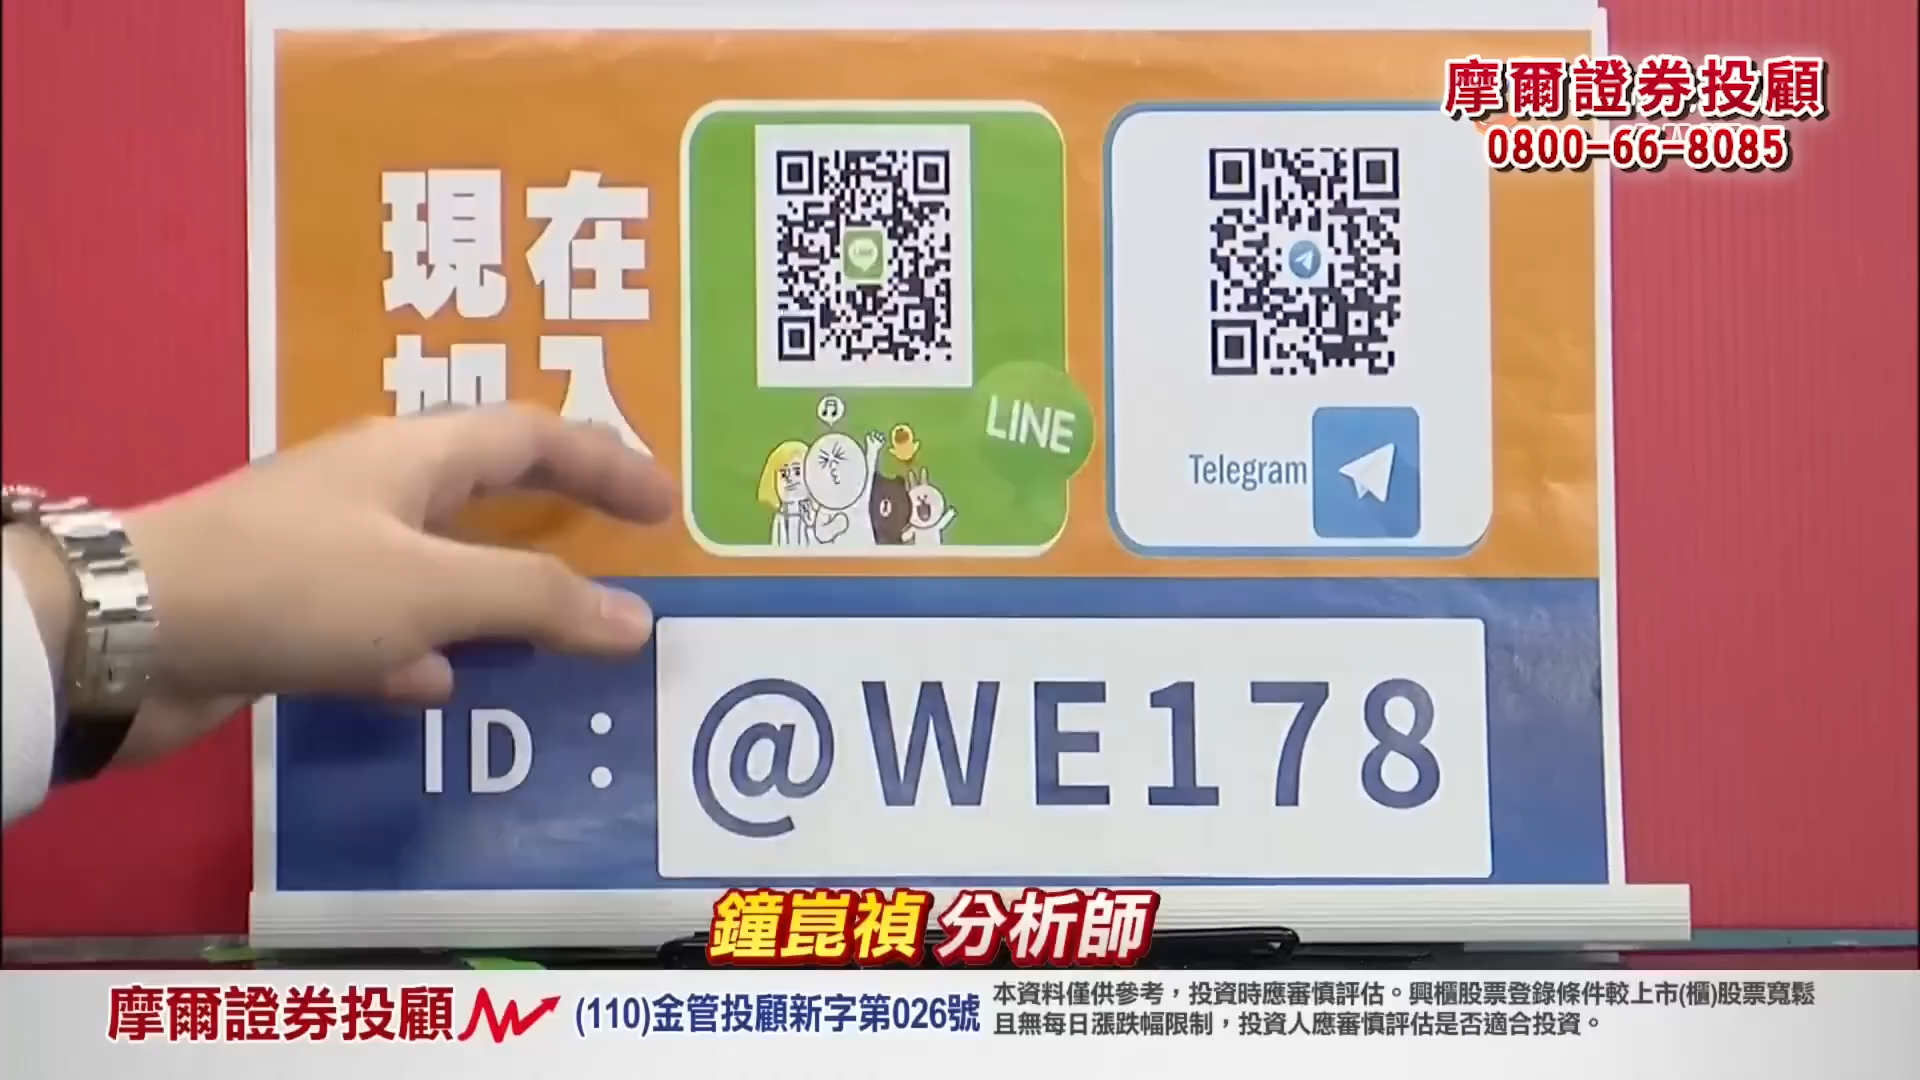 摩爾證券投顧
0800-66-8085
現在
加入
LINE
LINE
Telegram
ID：@WE178
鐘崑禎 分析師
摩爾證券投顧
(110)金管投顧新字第026號
本資料僅供參考，投資時應審慎評估。興櫃股票登錄條件較上市(櫃)股票寬鬆
且無每日漲跌幅限制，投資人應審慎評估是否適合投資。